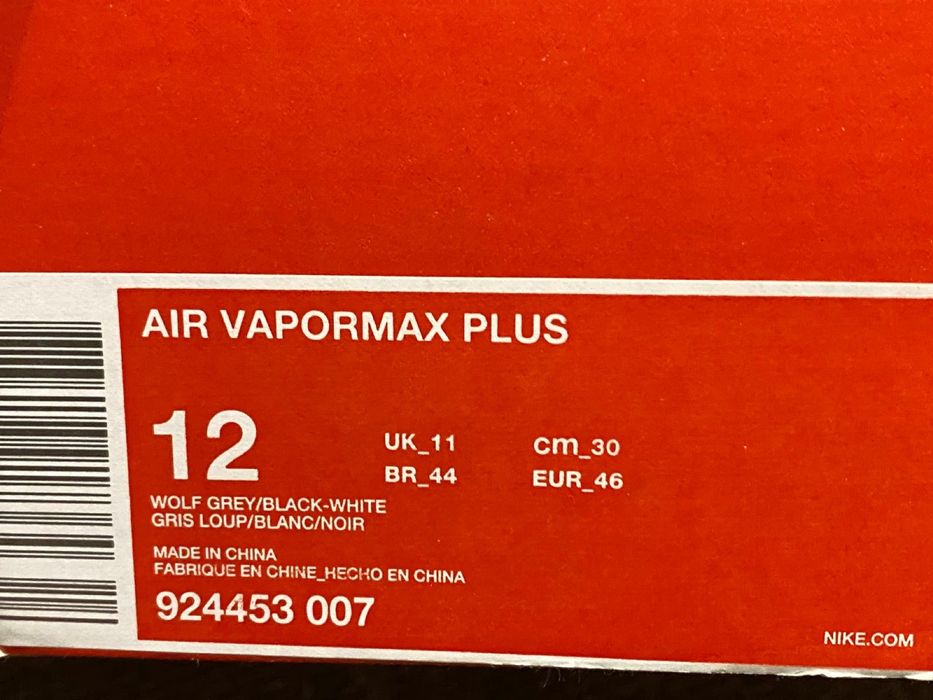 AIR VAPORMAX PLUS
12
UK_11 cm_30
BR_44 EUR_46
WOLF GREY/BLACK-WHITE
GRIS LOUP/BLANC/NOIR
MADE IN CHINA
FABRIQUE EN CHINE_HECHO EN CHINA
924453 007
NIKE.COM